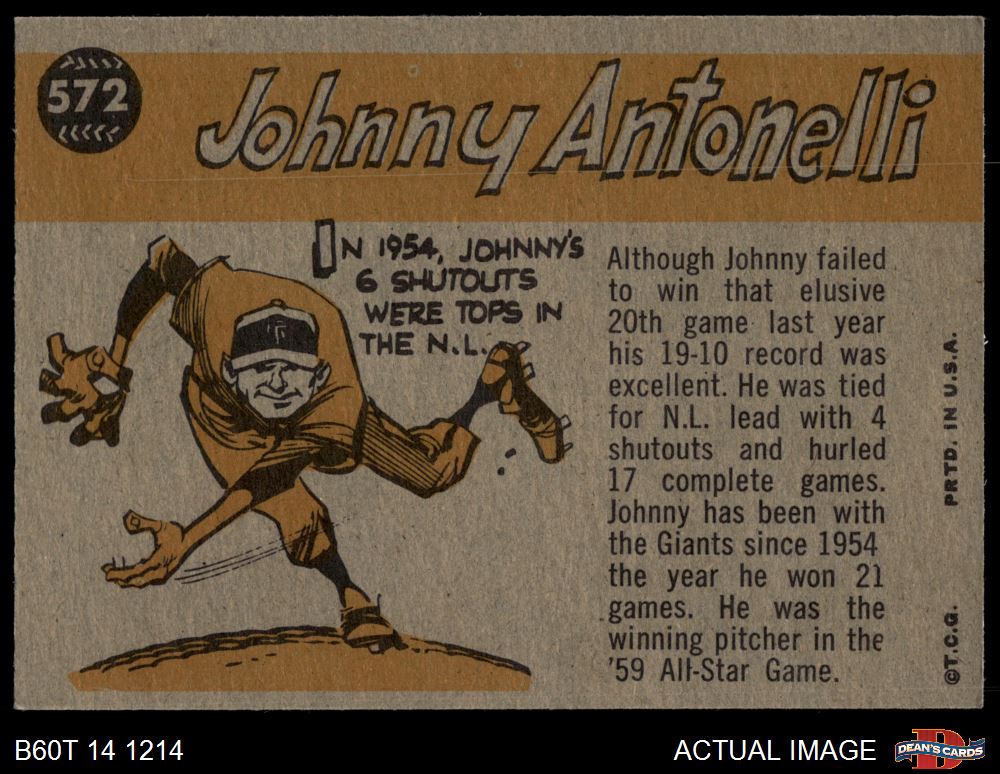 572
Johnny Antonelli
IN 1954, JOHNNY'S
6 SHUTOUTS
WERE TOPS IN
THE N.L.
Although Johnny failed
to win that elusive
20th game last year
his 19-10 record was
excellent. He was tied
for N.L. lead with 4
shutouts and hurled
17 complete games.
Johnny has been with
the Giants since 1954
the year he won 21
games. He was the
winning pitcher in the
'59 All-Star Game.
©T.C.G. PRTD. IN U.S.A.
B60T 14 1214
ACTUAL IMAGE
D
DEAN'S CARDS